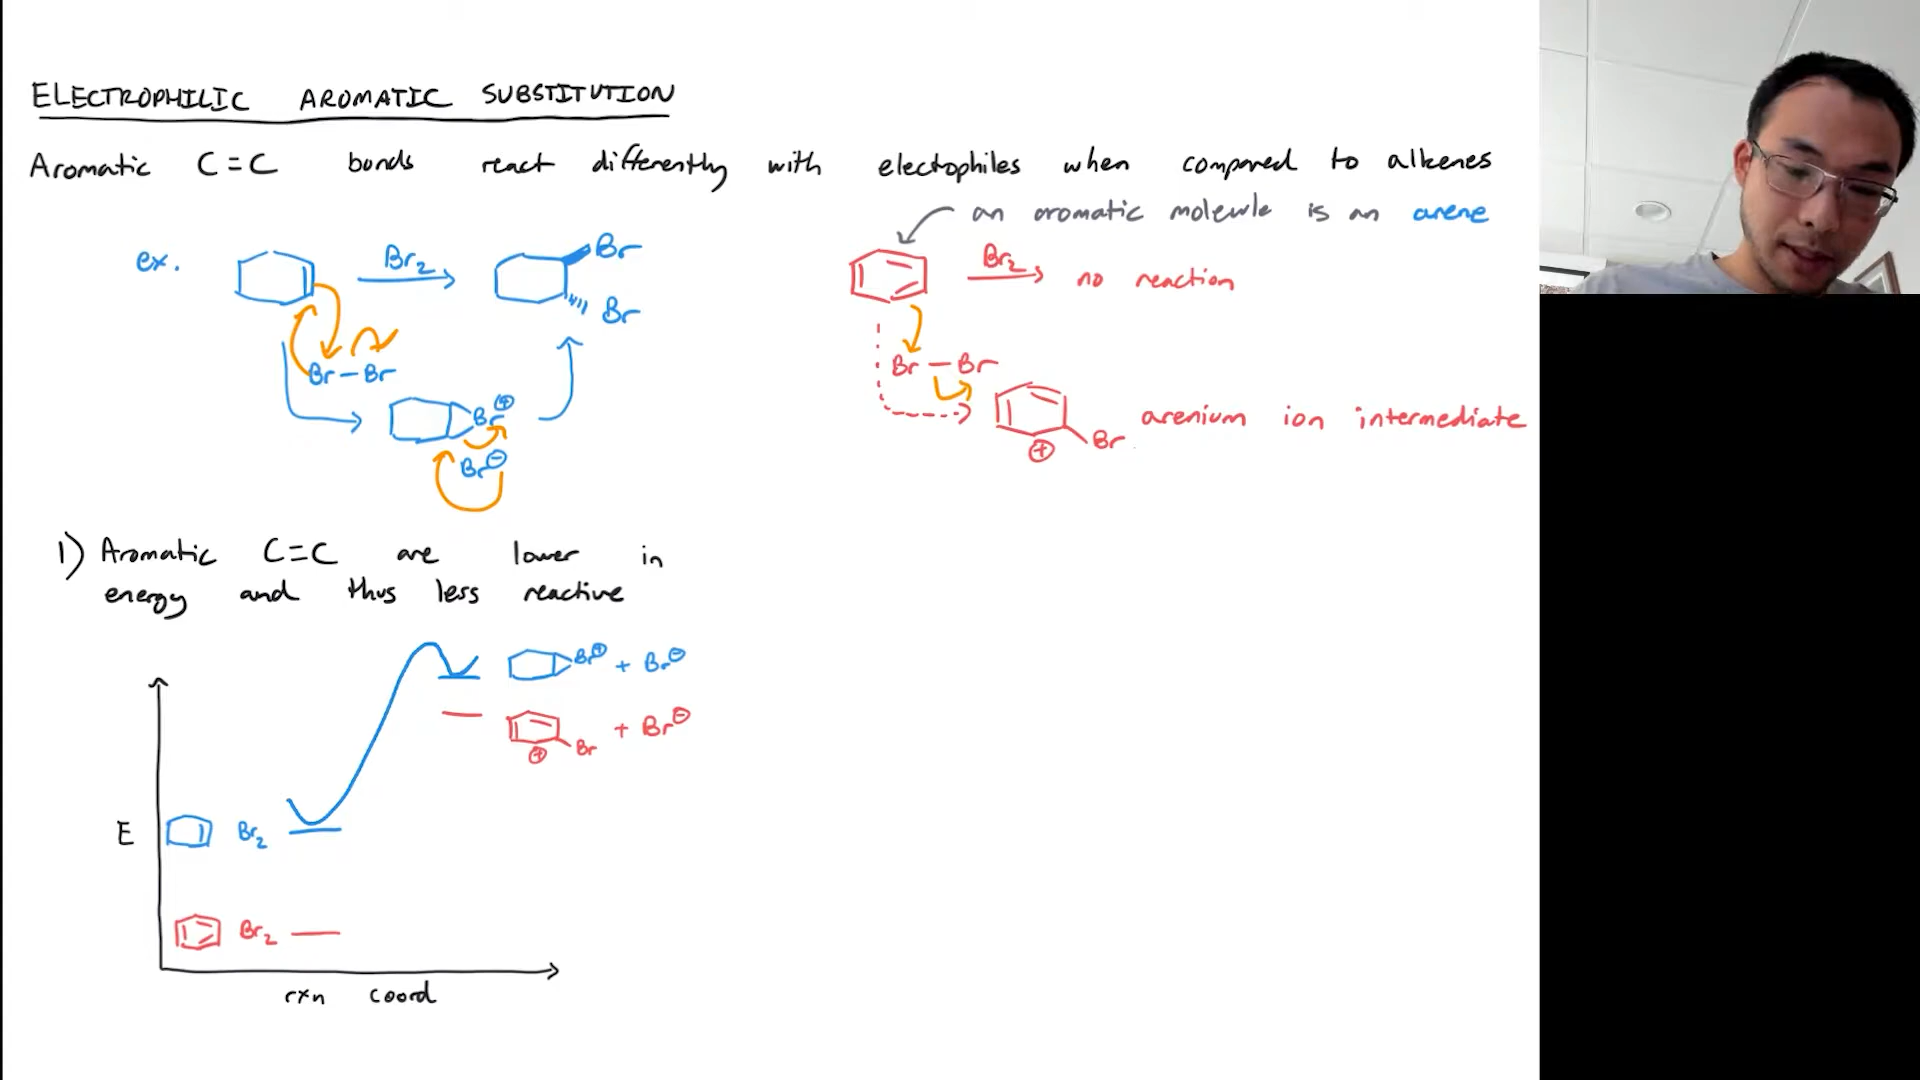 ELECTROPHILIC AROMATIC SUBSTITUTION
Aromatic C=C bonds react differently with electophiles when compared to alkenes
an aromatic molecule is an arene
ex.
Br2
Br
Br
Br2
no reaction
Br – Br
Br⊕
Br⊖
Br – Br
⊕
Br
arenium ion intermediate
1) Aromatic C=C are lower in
energy and thus less reactive
Br⊕ + Br⊖
⊕ Br + Br⊖
E
Br2
Br2
rxn coord